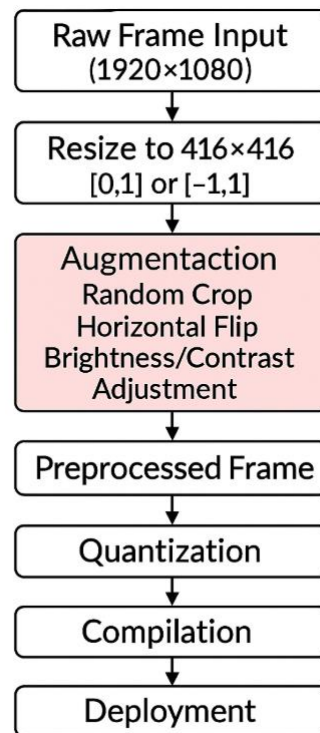 Raw Frame Input
(1920×1080)
Resize to 416×416
[0,1] or [–1,1]
Augmentaction
Random Crop
Horizontal Flip
Brightness/Contrast
Adjustment
Preprocessed Frame
Quantization
Compilation
Deployment